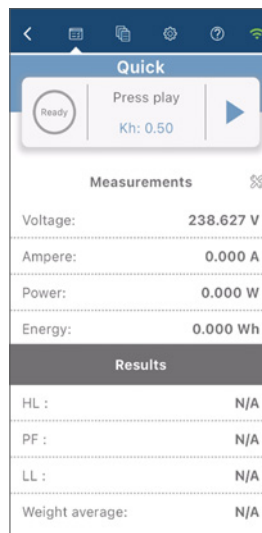 Quick
Ready
Press play
Kh: 0.50
Measurements
Voltage: 238.627 V
Ampere: 0.000 A
Power: 0.000 W
Energy: 0.000 Wh
Results
HL : N/A
PF : N/A
LL : N/A
Weight average: N/A